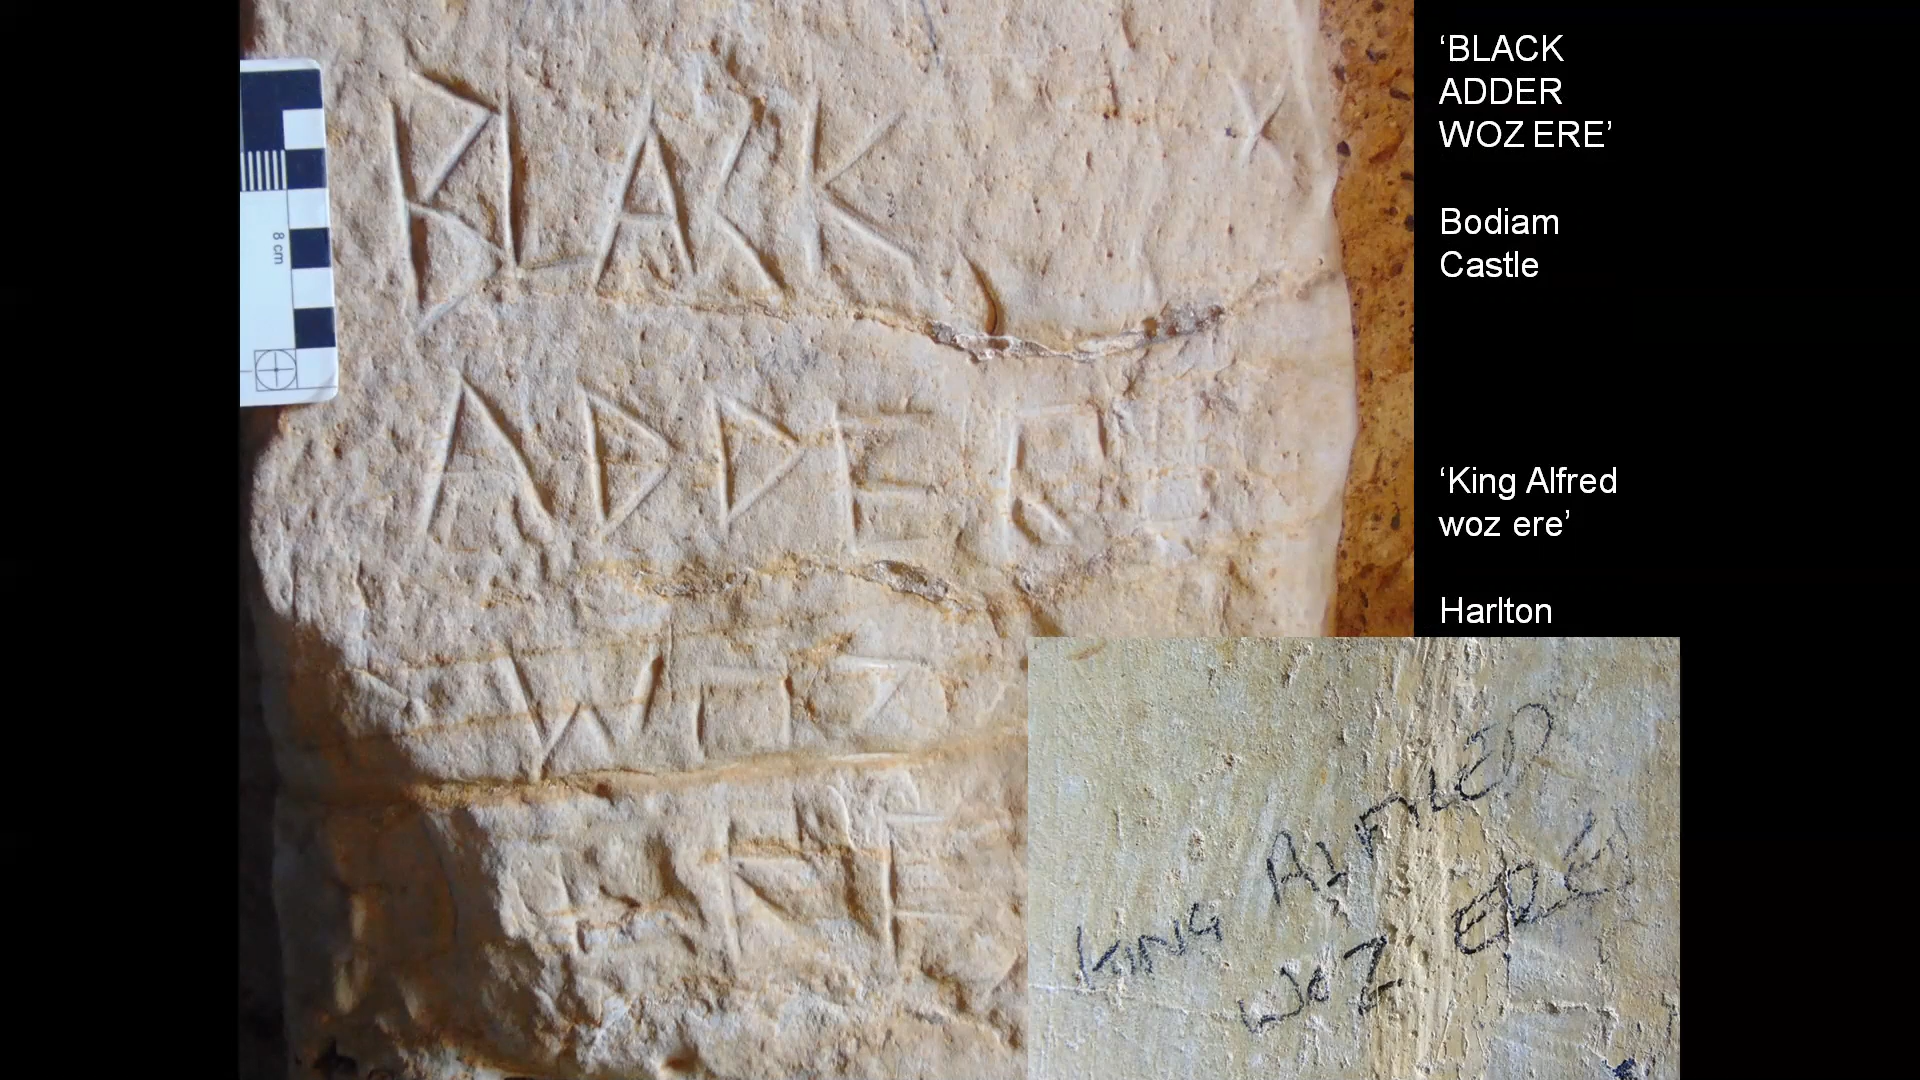 ‘BLACK
ADDER
WOZ ERE’
Bodiam
Castle
‘King Alfred
woz ere’
Harlton
8 cm
BLACK
ADDER
WOZ
ERE
X
KING
WOZ ERE